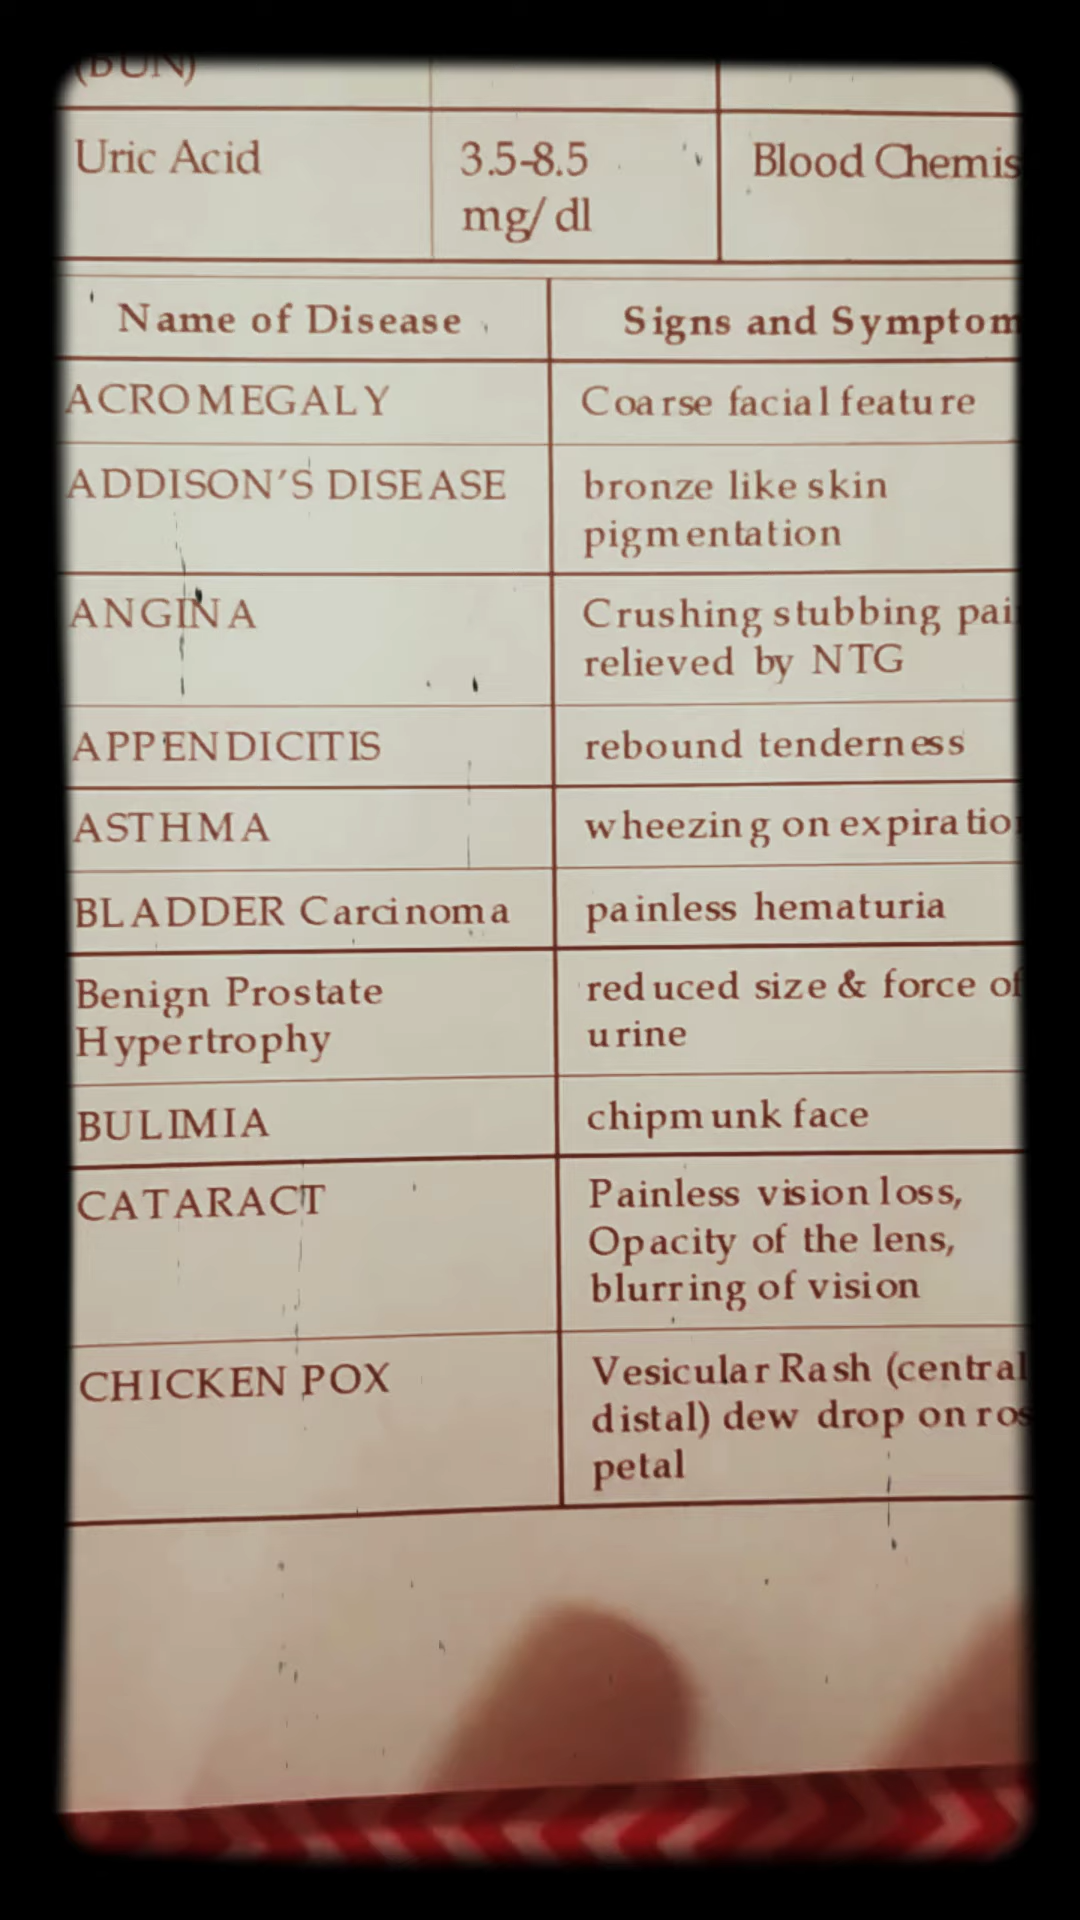 (BUN)
Uric Acid 3.5-8.5 Blood Chemis
mg/ dl
Name of Disease Signs and Symptom
ACROMEGALY Coarse facial feature
ADDISON'S DISEASE bronze like skin
pigmentation
ANGINA Crushing stubbing pai
relieved by NTG
APPENDICITIS rebound tenderness
ASTHMA wheezing on expiratio
BLADDER Carcinoma painless hematuria
Benign Prostate reduced size & force of
Hypertrophy urine
BULIMIA chipmunk face
CATARACT Painless vision loss,
Opacity of the lens,
blurring of vision
CHICKEN POX Vesicular Rash (central
distal) dew drop on ros
petal